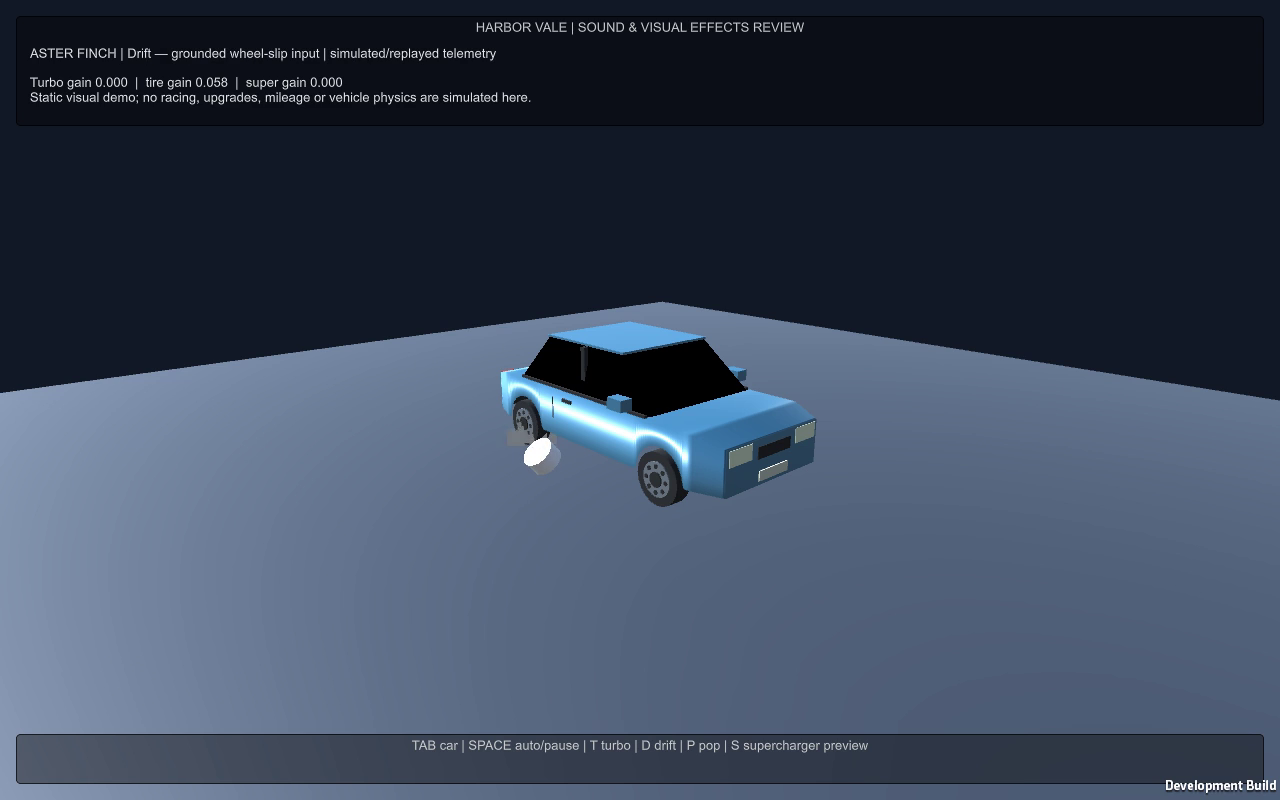 HARBOR VALE | SOUND & VISUAL EFFECTS REVIEW
ASTER FINCH | Drift — grounded wheel-slip input | simulated/replayed telemetry
Turbo gain 0.000 | tire gain 0.058 | super gain 0.000
Static visual demo; no racing, upgrades, mileage or vehicle physics are simulated here.
TAB car | SPACE auto/pause | T turbo | D drift | P pop | S supercharger preview
Development Build